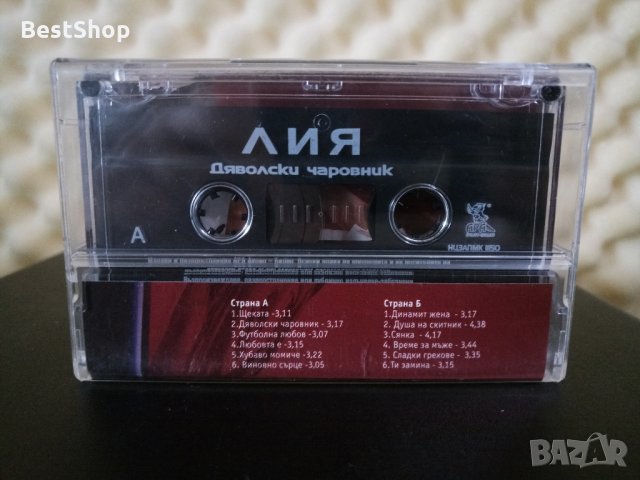 BestShop
ЛИЯ
Дяволски чаровник
A
НИЗАПМК 850
Страна А
1.Щеката -3,11
2.Дяволски чаровник - 3,17
3.Футболна любов -3,07
4.Любовта е - 3,15
5.Хубаво момиче - 3,22
6. Виновно сърце -3,05
Страна Б
1.Динамит жена - 3,17
2. Душа на скитник - 4,38
3.Сянка - 4,17
4. Време за мъже - 3,44
5. Сладки грехове - 3,35
6.Ти замина - 3,15
BAZAR